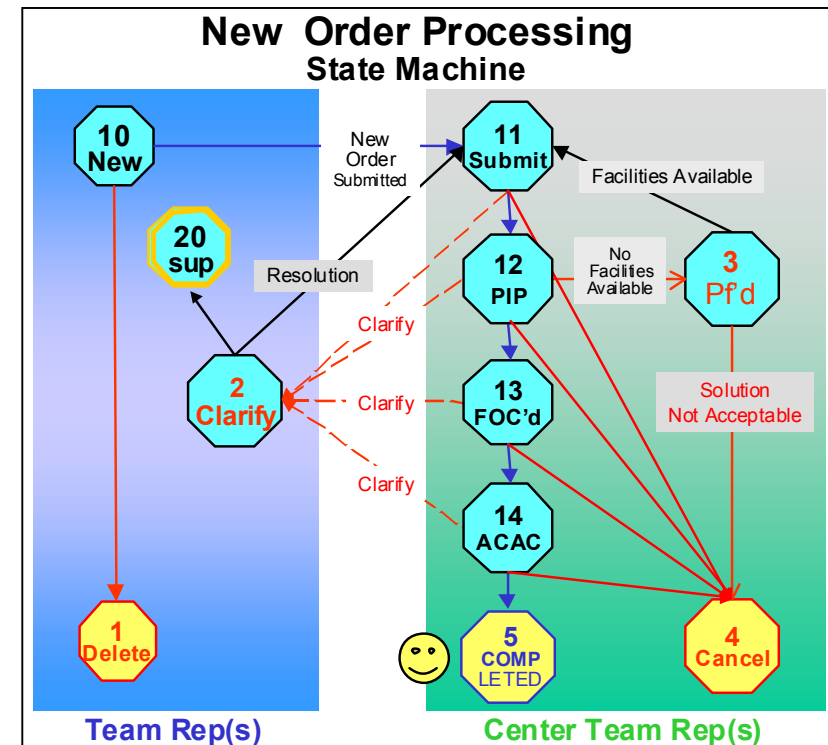 New Order Processing
State Machine
10
New
New
Order
Submitted
11
Submit
Facilities Available
20
sup
Resolution
12
PIP
No
Facilities
Available
3
Pf'd
Clarify
2
Clarify
Clarify
13
FOC'd
Solution
Not Acceptable
Clarify
14
ACAC
1
Delete
5
COMP
LETED
4
Cancel
Team Rep(s)
Center Team Rep(s)